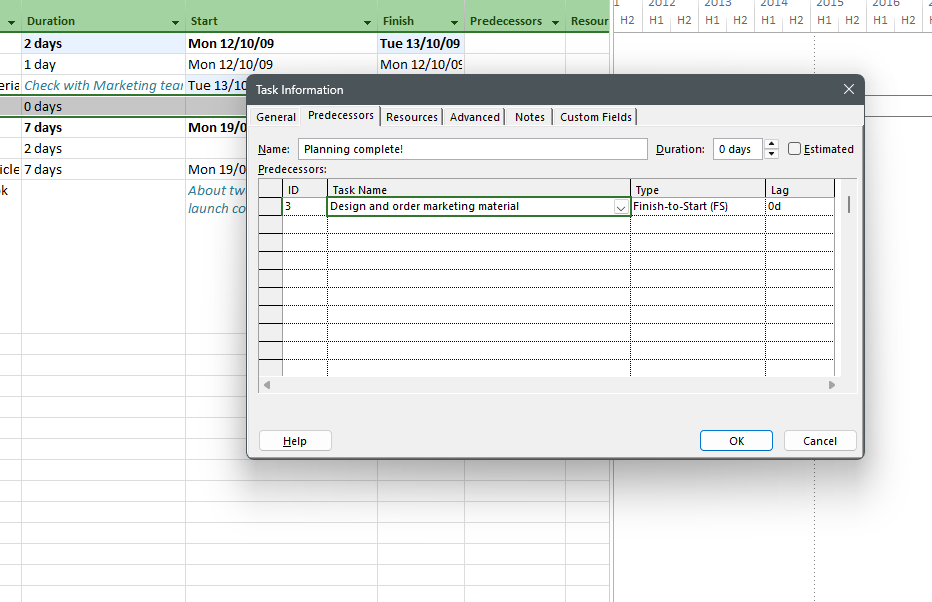 1 2012 2013 2014 2015 2016 2
Duration Start Finish Predecessors Resour H2 H1 H2 H1 H2 H1 H2 H1 H2 H1 H2
2 days Mon 12/10/09 Tue 13/10/09
1 day Mon 12/10/09 Mon 12/10/09
eria Check with Marketing tear Tue 13/10
0 days
7 days Mon 19/0
2 days
icle 7 days Mon 19/0
ok About tw
launch co
Task Information
General Predecessors Resources Advanced Notes Custom Fields
Name: Planning complete! Duration: 0 days Estimated
Predecessors:
ID Task Name Type Lag
3 Design and order marketing material Finish-to-Start (FS) 0d
Help OK Cancel